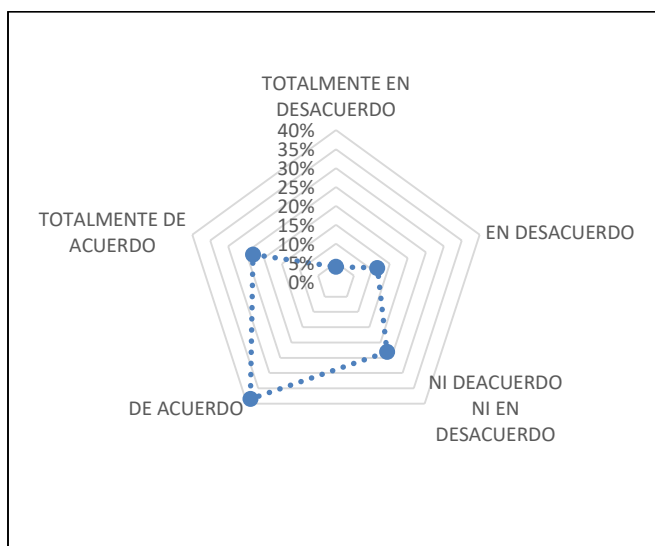 TOTALMENTE EN
DESACUERDO
40%
35%
30%
25%
20%
15%
10%
5%
0%
EN DESACUERDO
NI DEACUERDO
NI EN
DESACUERDO
DE ACUERDO
TOTALMENTE DE
ACUERDO